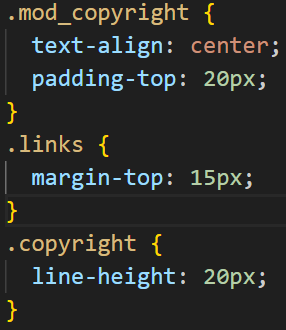 .mod_copyright {
  text-align: center;
  padding-top: 20px;
}
.links {
  margin-top: 15px;
}
.copyright {
  line-height: 20px;
}